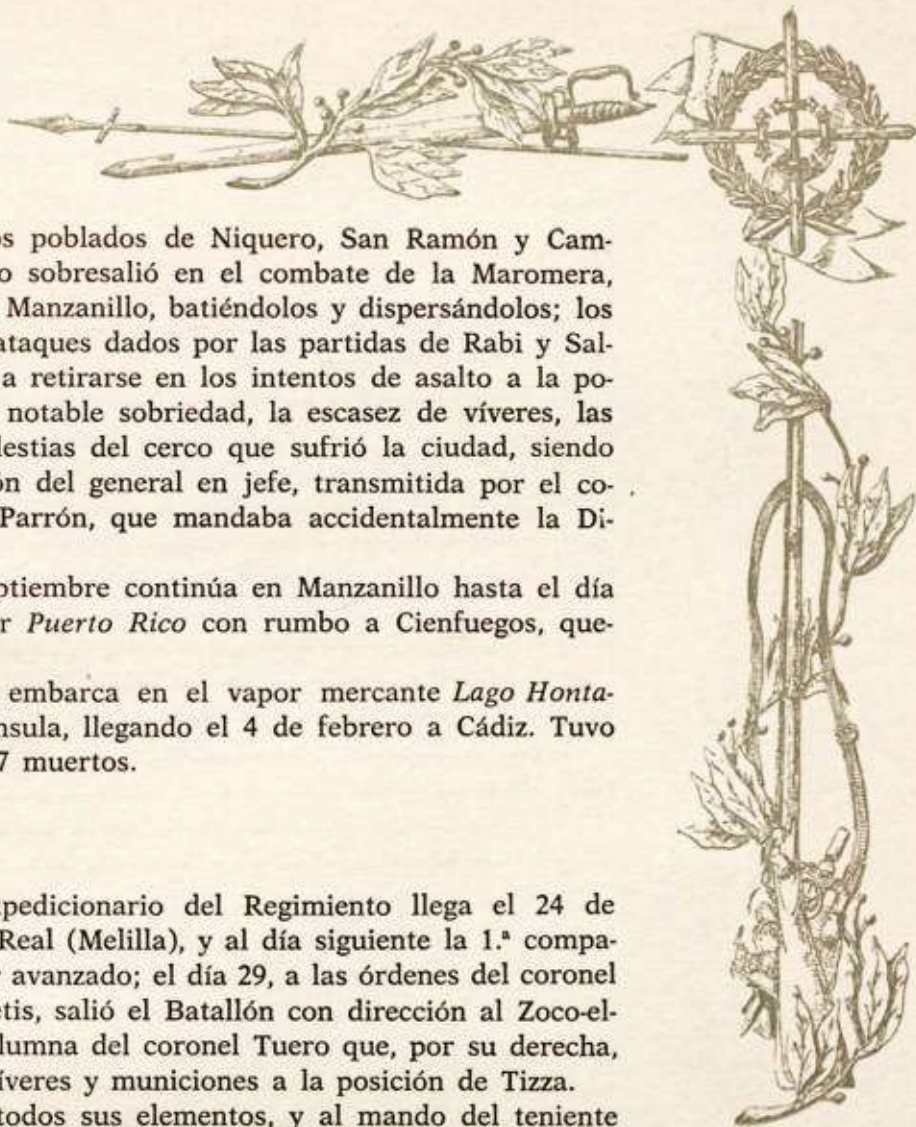 os poblados de Niquero, San Ramón y Cam-
o sobresalió en el combate de la Maromera,
Manzanillo, batiéndolos y dispersándolos; los
ataques dados por las partidas de Rabi y Sal-
a retirarse en los intentos de asalto a la po-
notable sobriedad, la escasez de víveres, las
lestias del cerco que sufrió la ciudad, siendo
ón del general en jefe, transmitida por el co-
Parrón, que mandaba accidentalmente la Di-
ptiembre continúa en Manzanillo hasta el día
r Puerto Rico con rumbo a Cienfuegos, que-
embarca en el vapor mercante Lago Honta-
nsula, llegando el 4 de febrero a Cádiz. Tuvo
7 muertos.
xpedicionario del Regimiento llega el 24 de
Real (Melilla), y al día siguiente la 1.ª compa-
r avanzado; el día 29, a las órdenes del coronel
etis, salió el Batallón con dirección al Zoco-el-
lumna del coronel Tuero que, por su derecha,
íveres y municiones a la posición de Tizza.
todos sus elementos, y al mando del teniente